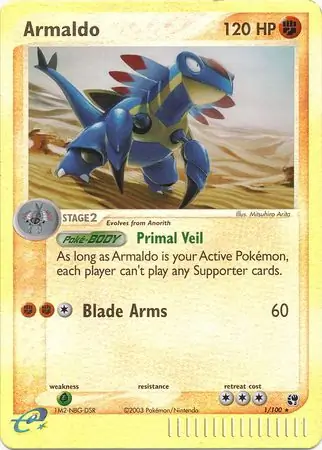 Armaldo 120 HP
Illus. Mitsuhiro Arita
STAGE2
Evolves from Anorith
Poké-BODY Primal Veil
As long as Armaldo is your Active Pokémon,
each player can't play any Supporter cards.
Blade Arms 60
weakness resistance retreat cost
©2003 Pokémon/Nintendo 1/100 ★
e